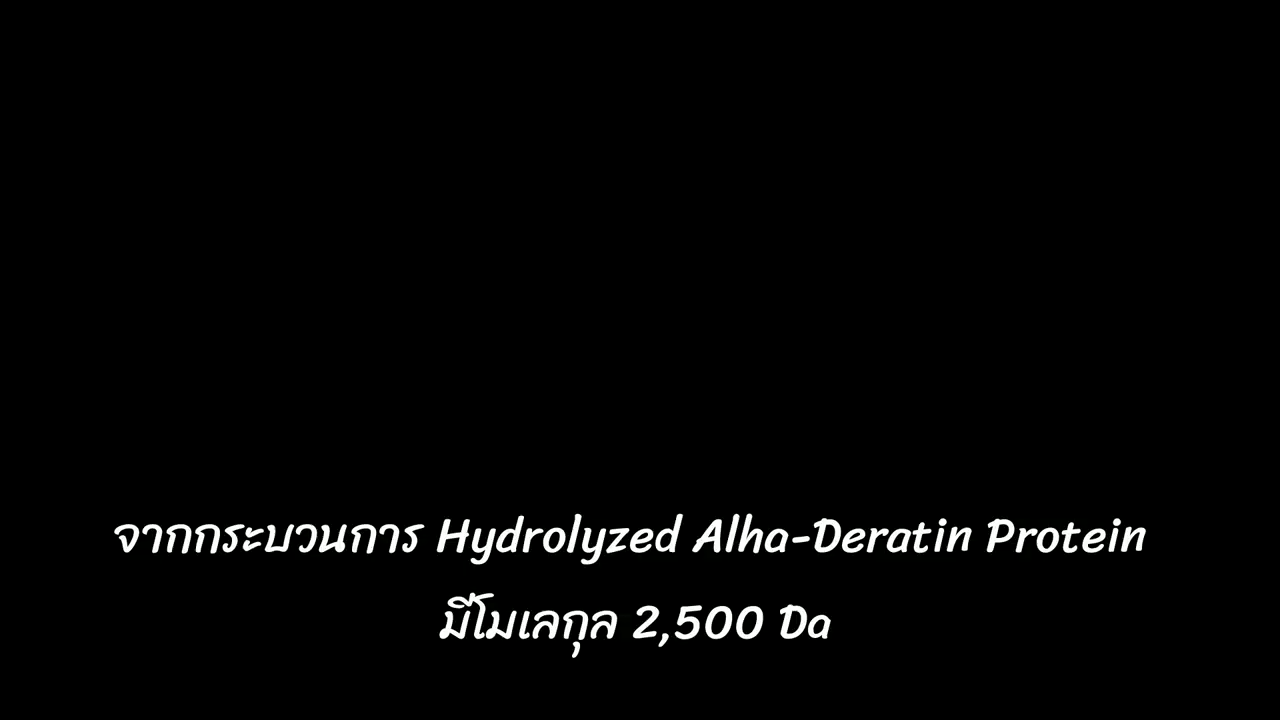 จากกระบวนการ Hydrolyzed Alha-Deratin Protein
มีโมเลกุล 2,500 Da